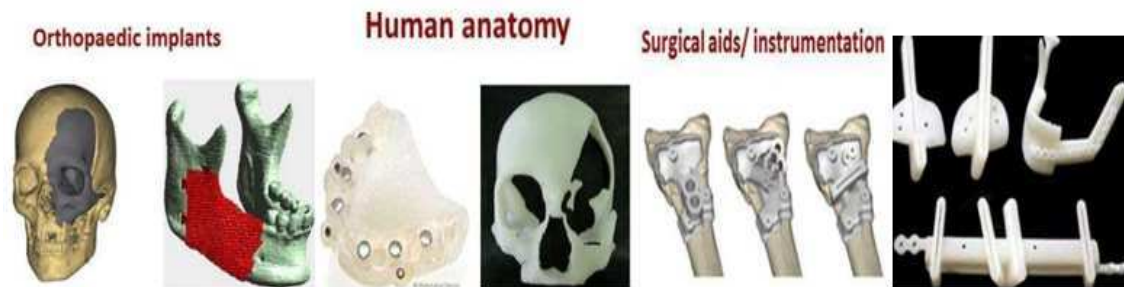 Orthopaedic implants
Human anatomy
Surgical aids/ instrumentation